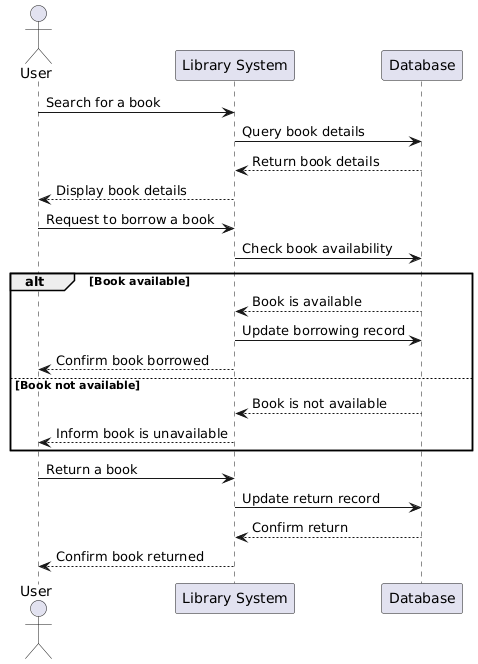 User
Library System
Database
Search for a book
Query book details
Return book details
Display book details
Request to borrow a book
Check book availability
alt
[Book available]
Book is available
Update borrowing record
Confirm book borrowed
[Book not available]
Book is not available
Inform book is unavailable
Return a book
Update return record
Confirm return
Confirm book returned
User
Library System
Database